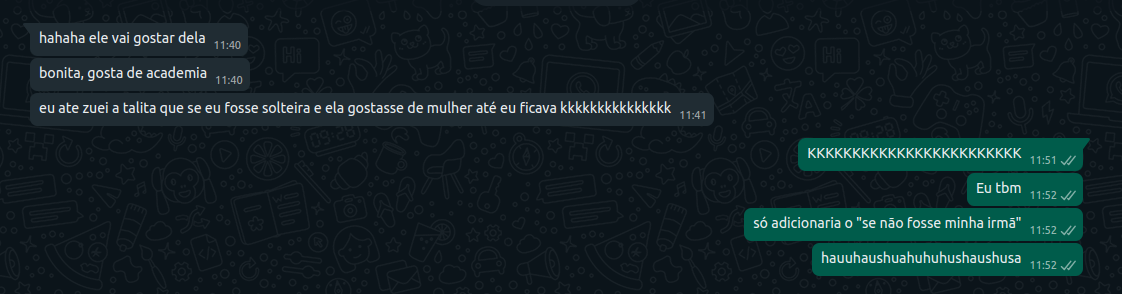 hahaha ele vai gostar dela 11:40
bonita, gosta de academia 11:40
eu ate zuei a talita que se eu fosse solteira e ela gostasse de mulher até eu ficava kkkkkkkkkkkkkkk 11:41
KKKKKKKKKKKKKKKKKKKKKKKK 11:51
Eu tbm 11:52
só adicionaria o "se não fosse minha irmã" 11:52
hauuhaushuahuhuhushaushusa 11:52